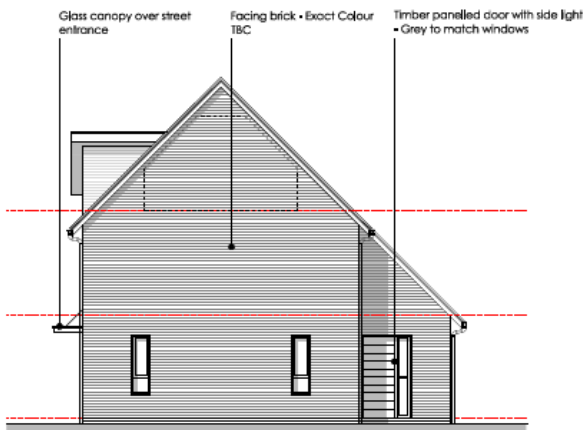 Glass canopy over street
entrance
Facing brick - Exact Colour
TBC
Timber panelled door with side light
- Grey to match windows